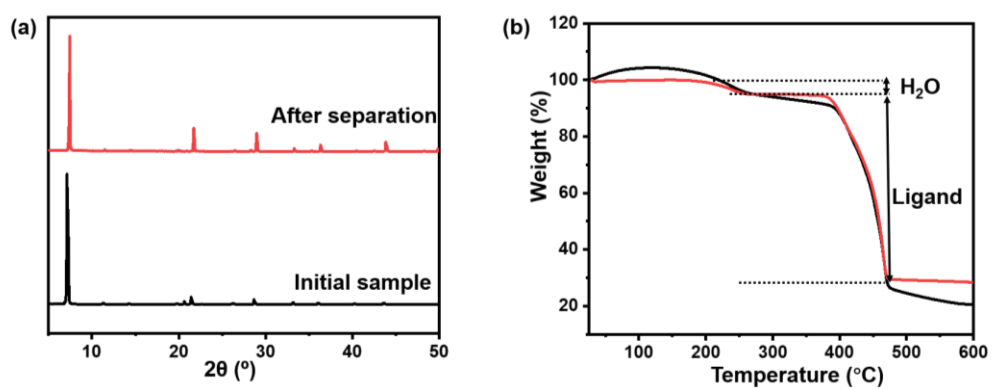 (a)
After separation
Initial sample
10 20 30 40 50
2θ (º)
(b)
120
100
80
60
40
20
Weight (%)
H₂O
Ligand
100 200 300 400 500 600
Temperature (°C)